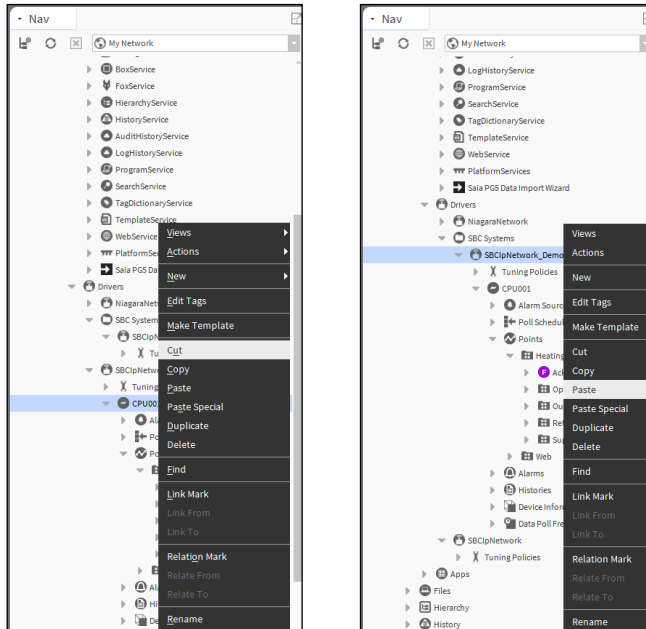 Nav
My Network
BoxService
FoxService
HierarchyService
HistoryService
AuditHistoryService
LogHistoryService
ProgramService
SearchService
TagDictionaryService
TemplateService
WebService
PlatformSe
Saia PG5 Da
Drivers
NiagaraNet
SBC System
SBCIpN
Tu
SBCIpNetw
Tuning
CPU00
Al
Po
Po
Al
Hi
De
Views
Actions
New
Edit Tags
Make Template
Cut
Copy
Paste
Paste Special
Duplicate
Delete
Find
Link Mark
Link From
Link To
Relation Mark
Relate From
Relate To
Rename
Nav
My Network
LogHistoryService
ProgramService
SearchService
TagDictionaryService
TemplateService
WebService
PlatformServices
Saia PG5 Data Import Wizard
Drivers
NiagaraNetwork
SBC Systems
SBCIpNetwork_Demo
Tuning Policies
CPU001
Alarm Sourc
Poll Schedul
Points
Heating
Ack
Op
Ou
Ret
Sup
Web
Alarms
Histories
Device Infor
Data Poll Fre
SBCIpNetwork
Tuning Policies
Apps
Files
Hierarchy
History
Views
Actions
New
Edit Tags
Make Template
Cut
Copy
Paste
Paste Special
Duplicate
Delete
Find
Link Mark
Link From
Link To
Relation Mark
Relate From
Relate To
Rename